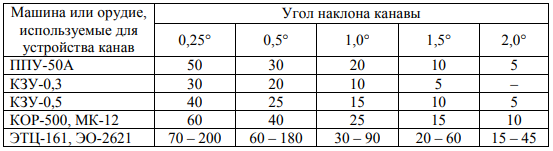 Машина или орудие, используемые для устройства канав
Угол наклона канавы
0,25° 0,5° 1,0° 1,5° 2,0°
ППУ-50А 50 30 20 10 5
КЗУ-0,3 30 20 10 5 –
КЗУ-0,5 40 25 15 10 5
КОР-500, МК-12 60 40 25 15 10
ЭТЦ-161, ЭО-2621 70 – 200 60 – 180 30 – 90 20 – 60 15 – 45